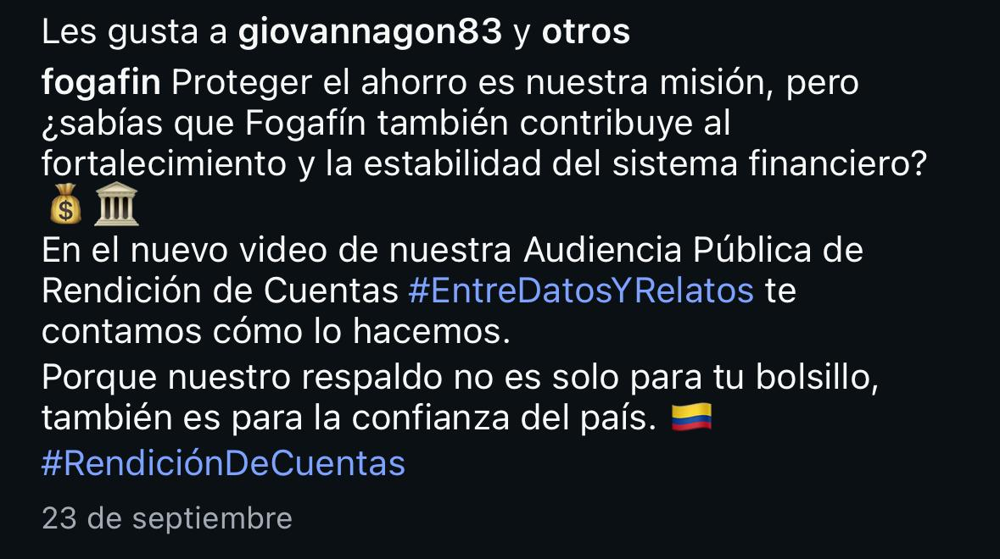 Les gusta a giovannagon83 y otros
fogafin Proteger el ahorro es nuestra misión, pero
¿sabías que Fogafín también contribuye al
fortalecimiento y la estabilidad del sistema financiero?
💰🏛️
En el nuevo video de nuestra Audiencia Pública de
Rendición de Cuentas #EntreDatosYRelatos te
contamos cómo lo hacemos.
Porque nuestro respaldo no es solo para tu bolsillo,
también es para la confianza del país. 🇨🇴
#RendiciónDeCuentas
23 de septiembre